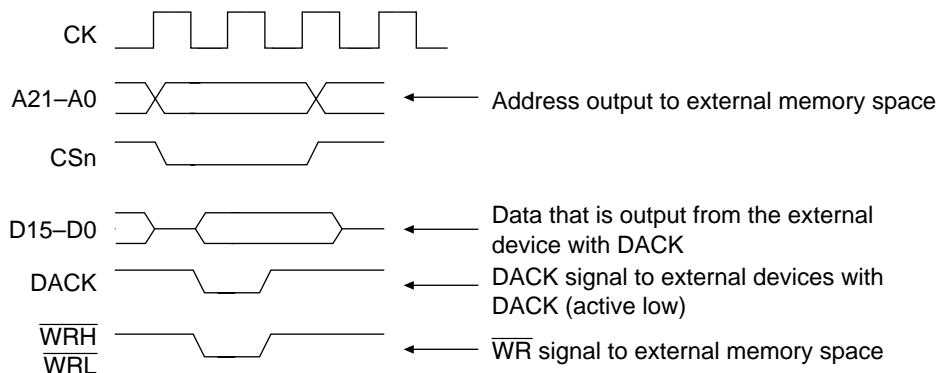 CK
A21–A0
Address output to external memory space
CSn
D15–D0
Data that is output from the external
device with DACK
DACK
DACK signal to external devices with
DACK (active low)
WRH
WRL
WR signal to external memory space